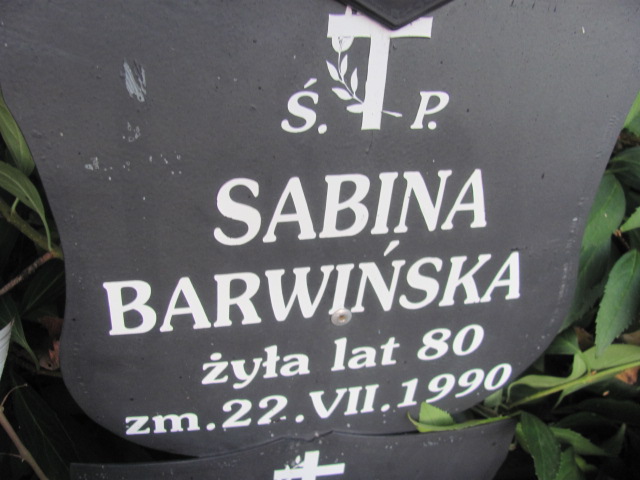 Ś. P.
SABINA
BARWIŃSKA
żyła lat 80
zm.22.VII.1990